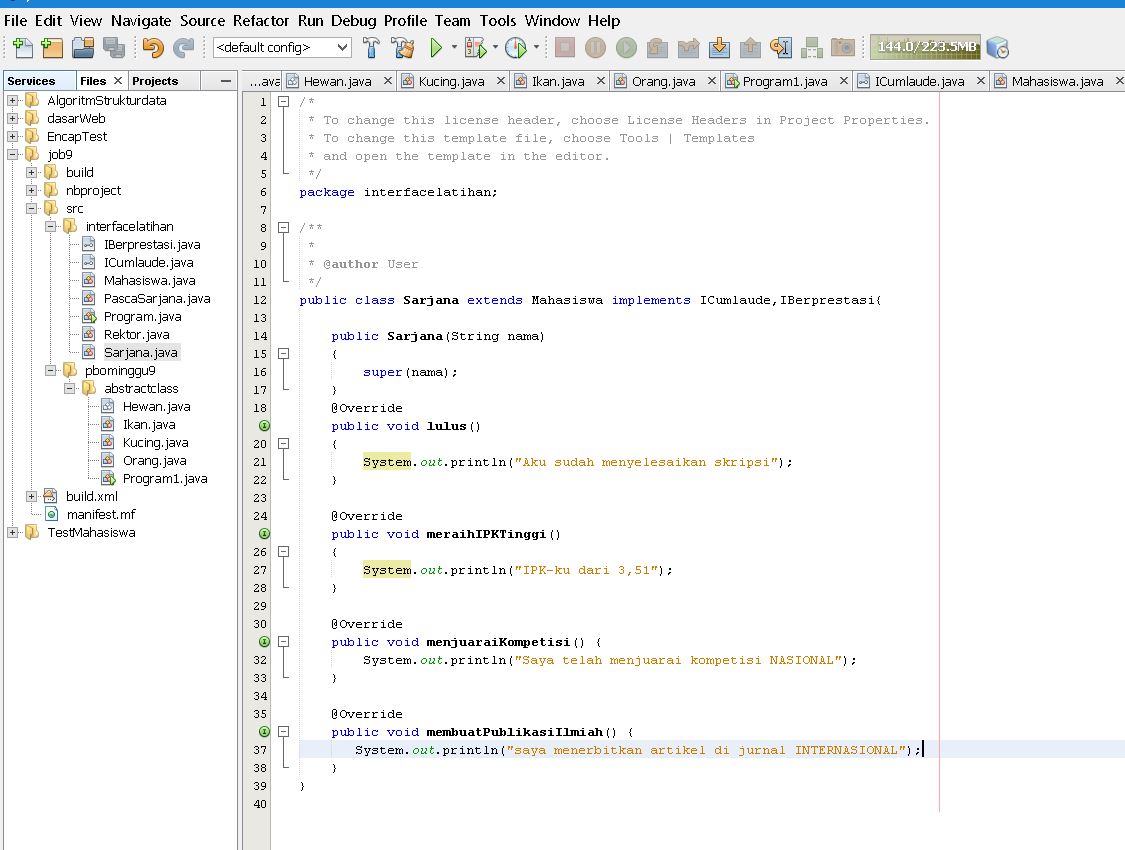 File Edit View Navigate Source Refactor Run Debug Profile Team Tools Window Help
<default config> 144.0/223.5MB
Services Files Projects
...ava Hewan.java Kucing.java Ikan.java Orang.java Program1.java ICumlaude.java Mahasiswa.java
AlgoritmStrukturdata
dasarWeb
EncapTest
job9
build
nbproject
src
interfacelatihan
IBerprestasi.java
ICumlaude.java
Mahasiswa.java
PascaSarjana.java
Program.java
Rektor.java
Sarjana.java
pbominggu9
abstractclass
Hewan.java
Ikan.java
Kucing.java
Orang.java
Program1.java
build.xml
manifest.mf
TestMahasiswa
1 /*
2 * To change this license header, choose License Headers in Project Properties.
3 * To change this template file, choose Tools | Templates
4 * and open the template in the editor.
5 */
6 package interfacelatihan;
7
8 /**
9 *
10 * @author User
11 */
12 public class Sarjana extends Mahasiswa implements ICumlaude,IBerprestasi{
13
14 public Sarjana(String nama)
15 {
16 super(nama);
17 }
18 @Override
public void lulus()
20 {
21 System.out.println("Aku sudah menyelesaikan skripsi");
22 }
23
24 @Override
public void meraihIPKTinggi()
26 {
27 System.out.println("IPK-ku dari 3,51");
28 }
29
30 @Override
public void menjuaraiKompetisi() {
32 System.out.println("Saya telah menjuarai kompetisi NASIONAL");
33 }
34
35 @Override
public void membuatPublikasiIlmiah() {
37 System.out.println("saya menerbitkan artikel di jurnal INTERNASIONAL");
38 }
39 }
40